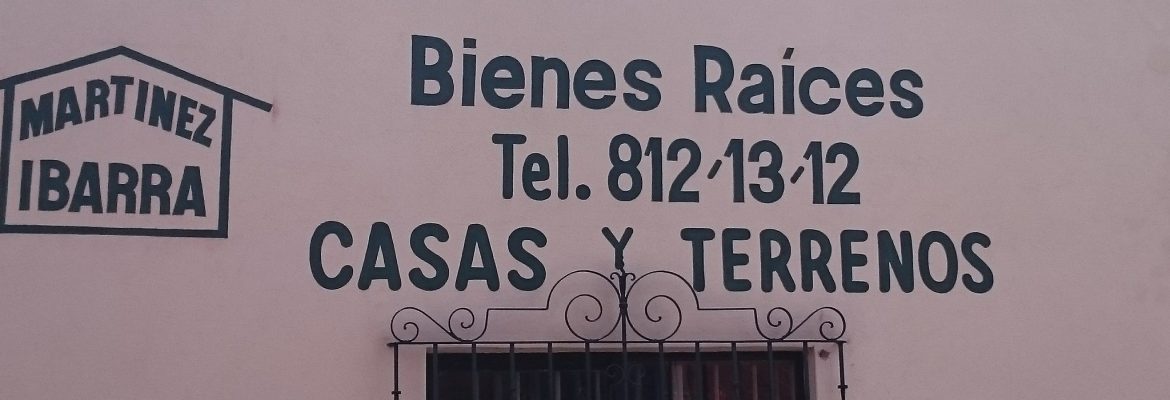 MARTINEZ
IBARRA
Bienes Raíces
Tel. 812-13-12
CASAS Y TERRENOS